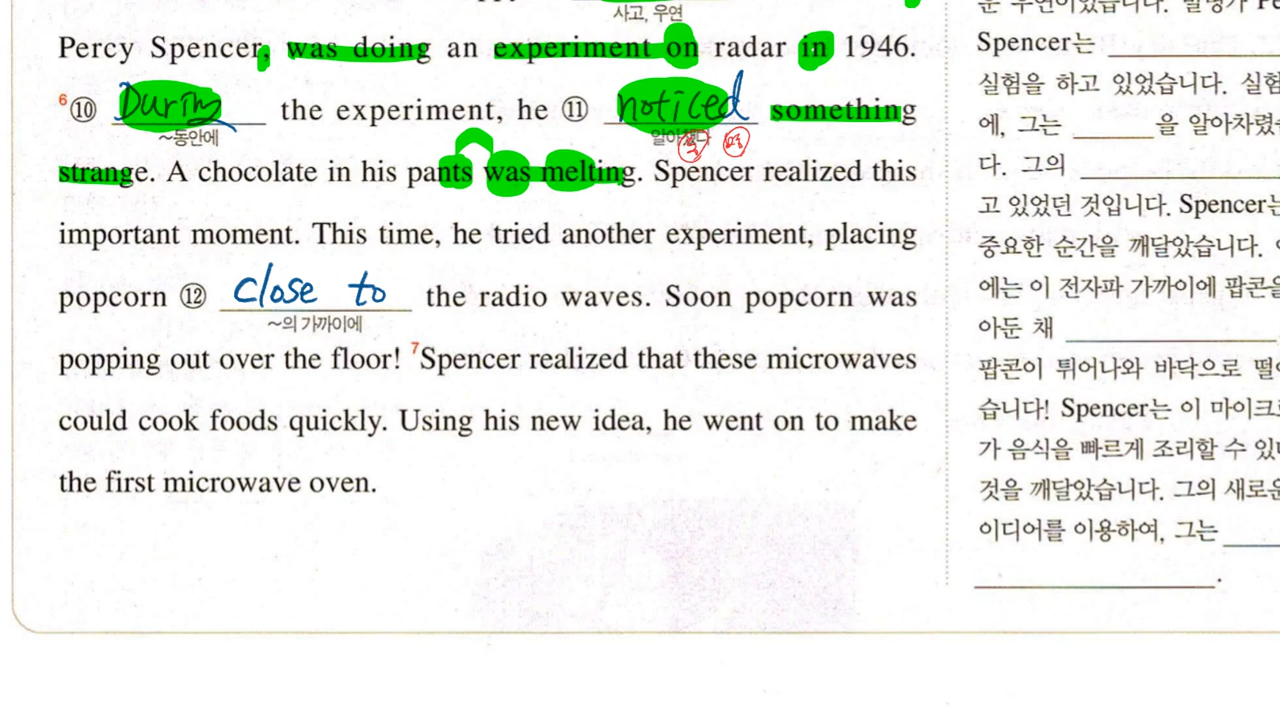 사고, 우연
Percy Spencer, was doing an experiment on radar in 1946.
6 ⑩ During the experiment, he ⑪ noticed something
~동안에
strange. A chocolate in his pants was melting. Spencer realized this
important moment. This time, he tried another experiment, placing
popcorn ⑫ close to the radio waves. Soon popcorn was
~의 가까이에
popping out over the floor! 7 Spencer realized that these microwaves
could cook foods quickly. Using his new idea, he went on to make
the first microwave oven.
Spencer는
실험을 하고 있었습니다. 실험
에, 그는 을 알아차렸
다. 그의
고 있었던 것입니다. Spencer는
중요한 순간을 깨달았습니다.
에는 이 전자파 가까이에 팝콘을
아둔 채
팝콘이 튀어나와 바닥으로
습니다! Spencer는 이
가 음식을 빠르게 조리할 수
것을 깨달았습니다. 그의 새로운
이디어를 이용하여, 그는
.